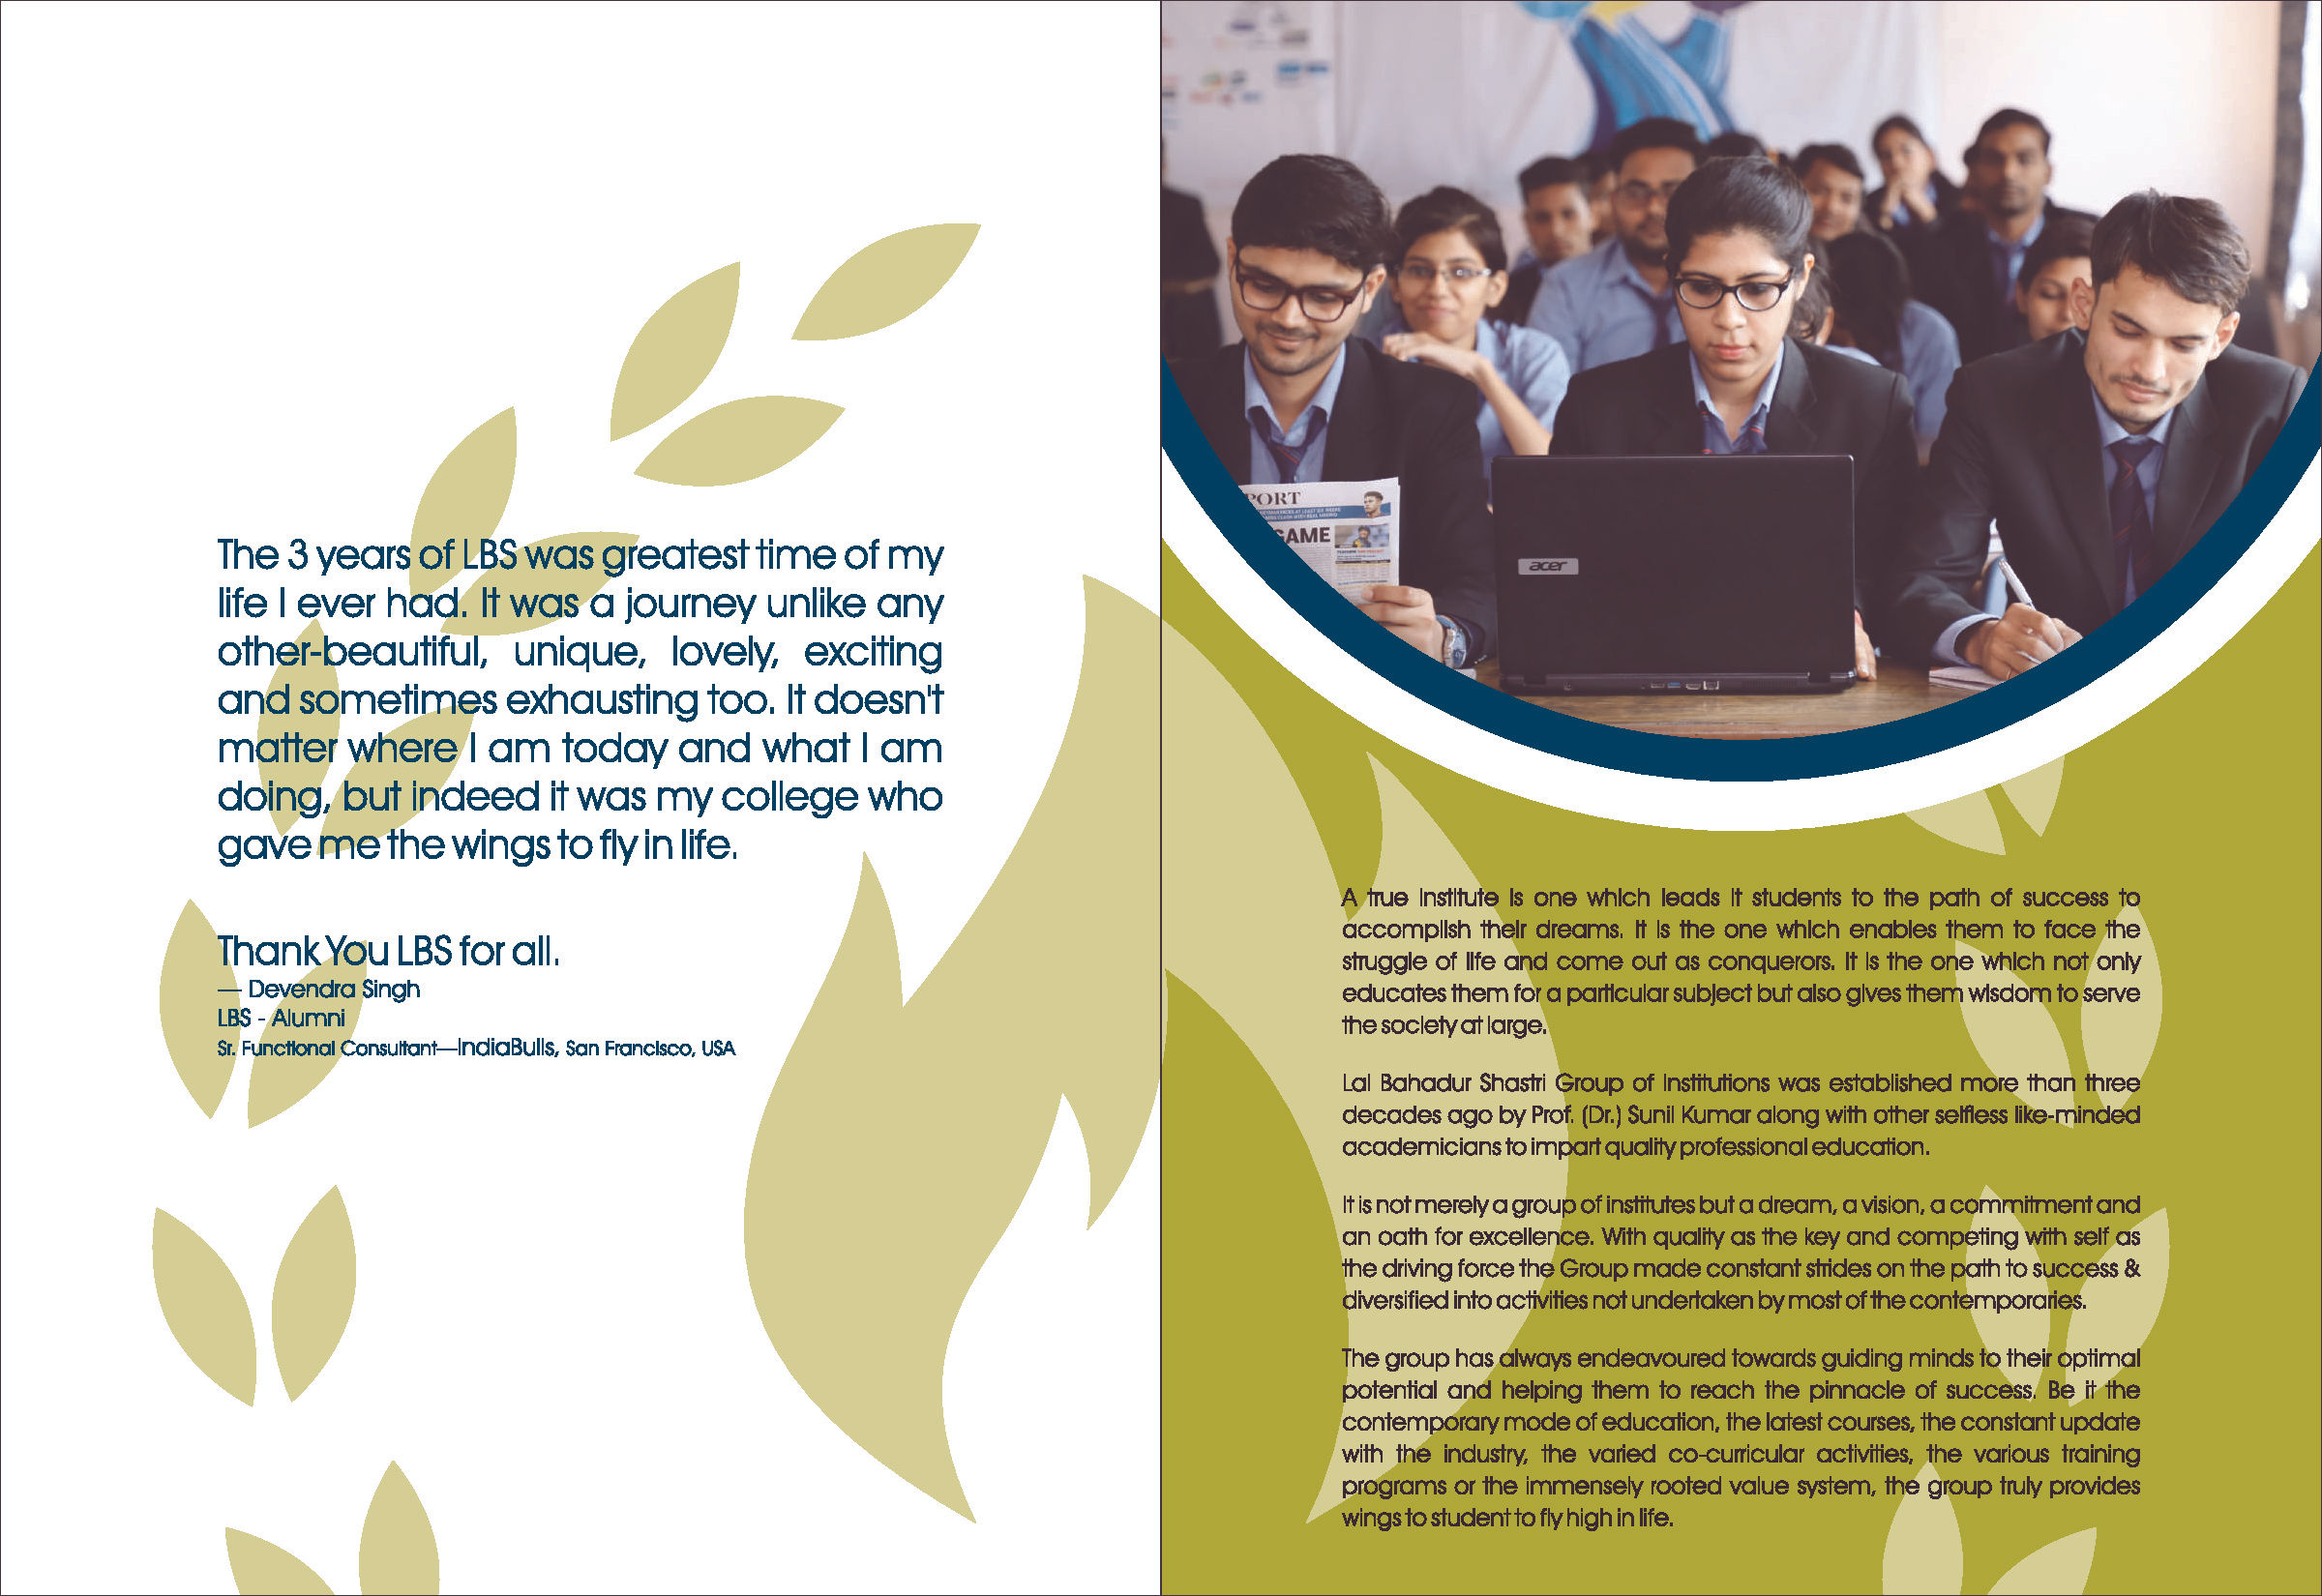 The 3 years of LBS was greatest time of my
life I ever had. It was a journey unlike any
other-beautiful, unique, lovely, exciting
and sometimes exhausting too. It doesn't
matter where I am today and what I am
doing, but indeed it was my college who
gave me the wings to fly in life.
Thank You LBS for all.
— Devendra Singh
LBS - Alumni
Sr. Functional Consultant—IndiaBulls, San Francisco, USA
PORT
GAME
acer
A true institute is one which leads it students to the path of success to
accomplish their dreams. It is the one which enables them to face the
struggle of life and come out as conquerors. It is the one which not only
educates them for a particular subject but also gives them wisdom to serve
the society at large.
Lal Bahadur Shastri Group of Institutions was established more than three
decades ago by Prof. (Dr.) Sunil Kumar along with other selfless like-minded
academicians to impart quality professional education.
It is not merely a group of institutes but a dream, a vision, a commitment and
an oath for excellence. With quality as the key and competing with self as
the driving force the Group made constant strides on the path to success &
diversified into activities not undertaken by most of the contemporaries.
The group has always endeavoured towards guiding minds to their optimal
potential and helping them to reach the pinnacle of success. Be it the
contemporary mode of education, the latest courses, the constant update
with the industry, the varied co-curricular activities, the various training
programs or the immensely rooted value system, the group truly provides
wings to student to fly high in life.